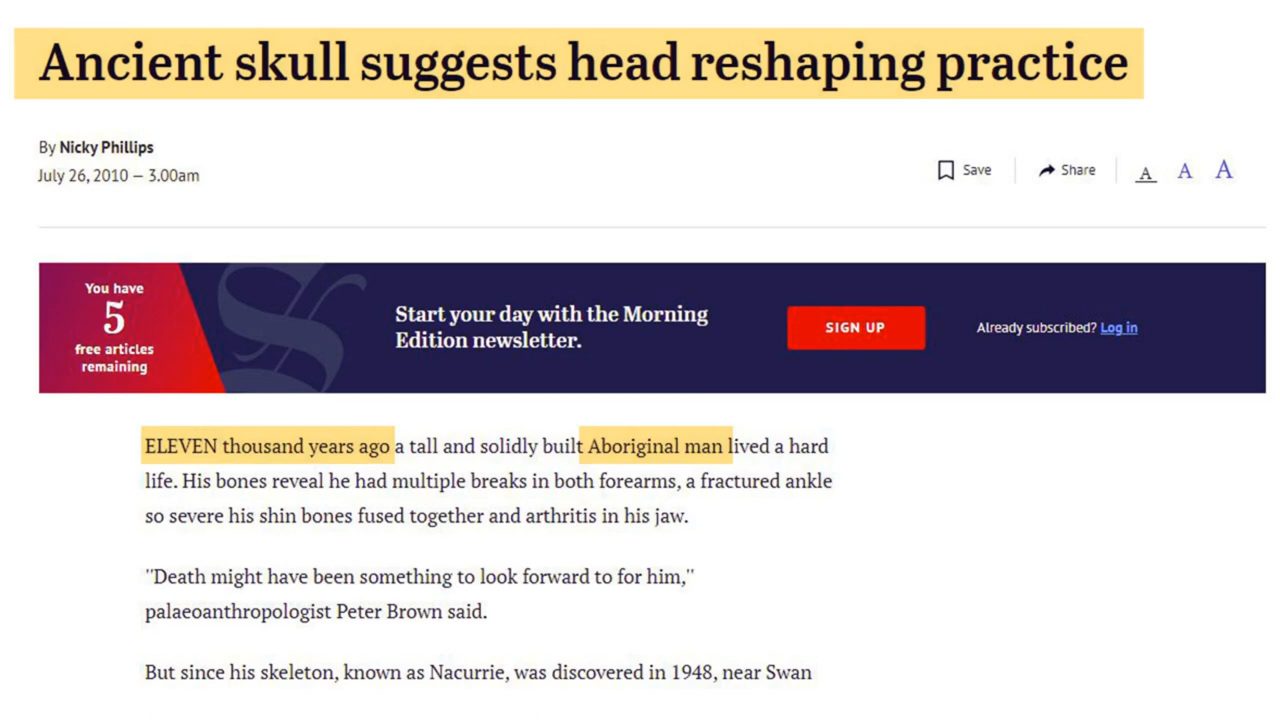 Ancient skull suggests head reshaping practice
By Nicky Phillips
July 26, 2010 — 3.00am
Save
Share
A A A
You have
5
free articles
remaining
Start your day with the Morning
Edition newsletter.
SIGN UP
Already subscribed? Log in
ELEVEN thousand years ago a tall and solidly built Aboriginal man lived a hard
life. His bones reveal he had multiple breaks in both forearms, a fractured ankle
so severe his shin bones fused together and arthritis in his jaw.
"Death might have been something to look forward to for him,"
palaeoanthropologist Peter Brown said.
But since his skeleton, known as Nacurrie, was discovered in 1948, near Swan